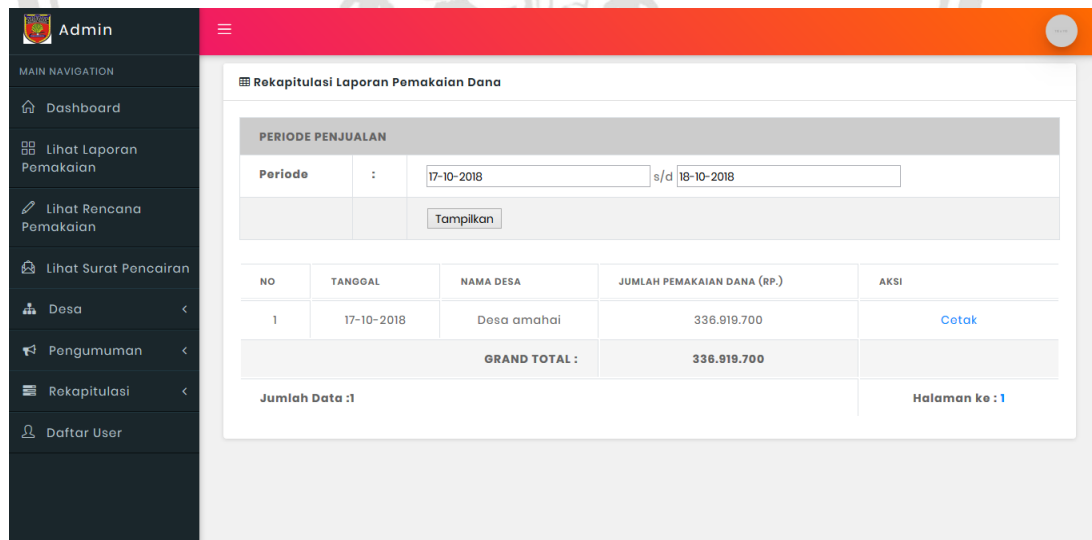 Admin
MAIN NAVIGATION
Dashboard
Lihat Laporan
Pemakaian
Lihat Rencana
Pemakaian
Lihat Surat Pencairan
Desa
Pengumuman
Rekapitulasi
Daftar User
Rekapitulasi Laporan Pemakaian Dana
PERIODE PENJUALAN
Periode : 17-10-2018 s/d 18-10-2018
Tampilkan
NO TANGGAL NAMA DESA JUMLAH PEMAKAIAN DANA (RP.) AKSI
1 17-10-2018 Desa amahai 336.919.700 Cetak
GRAND TOTAL : 336.919.700
Jumlah Data :1 Halaman ke : 1